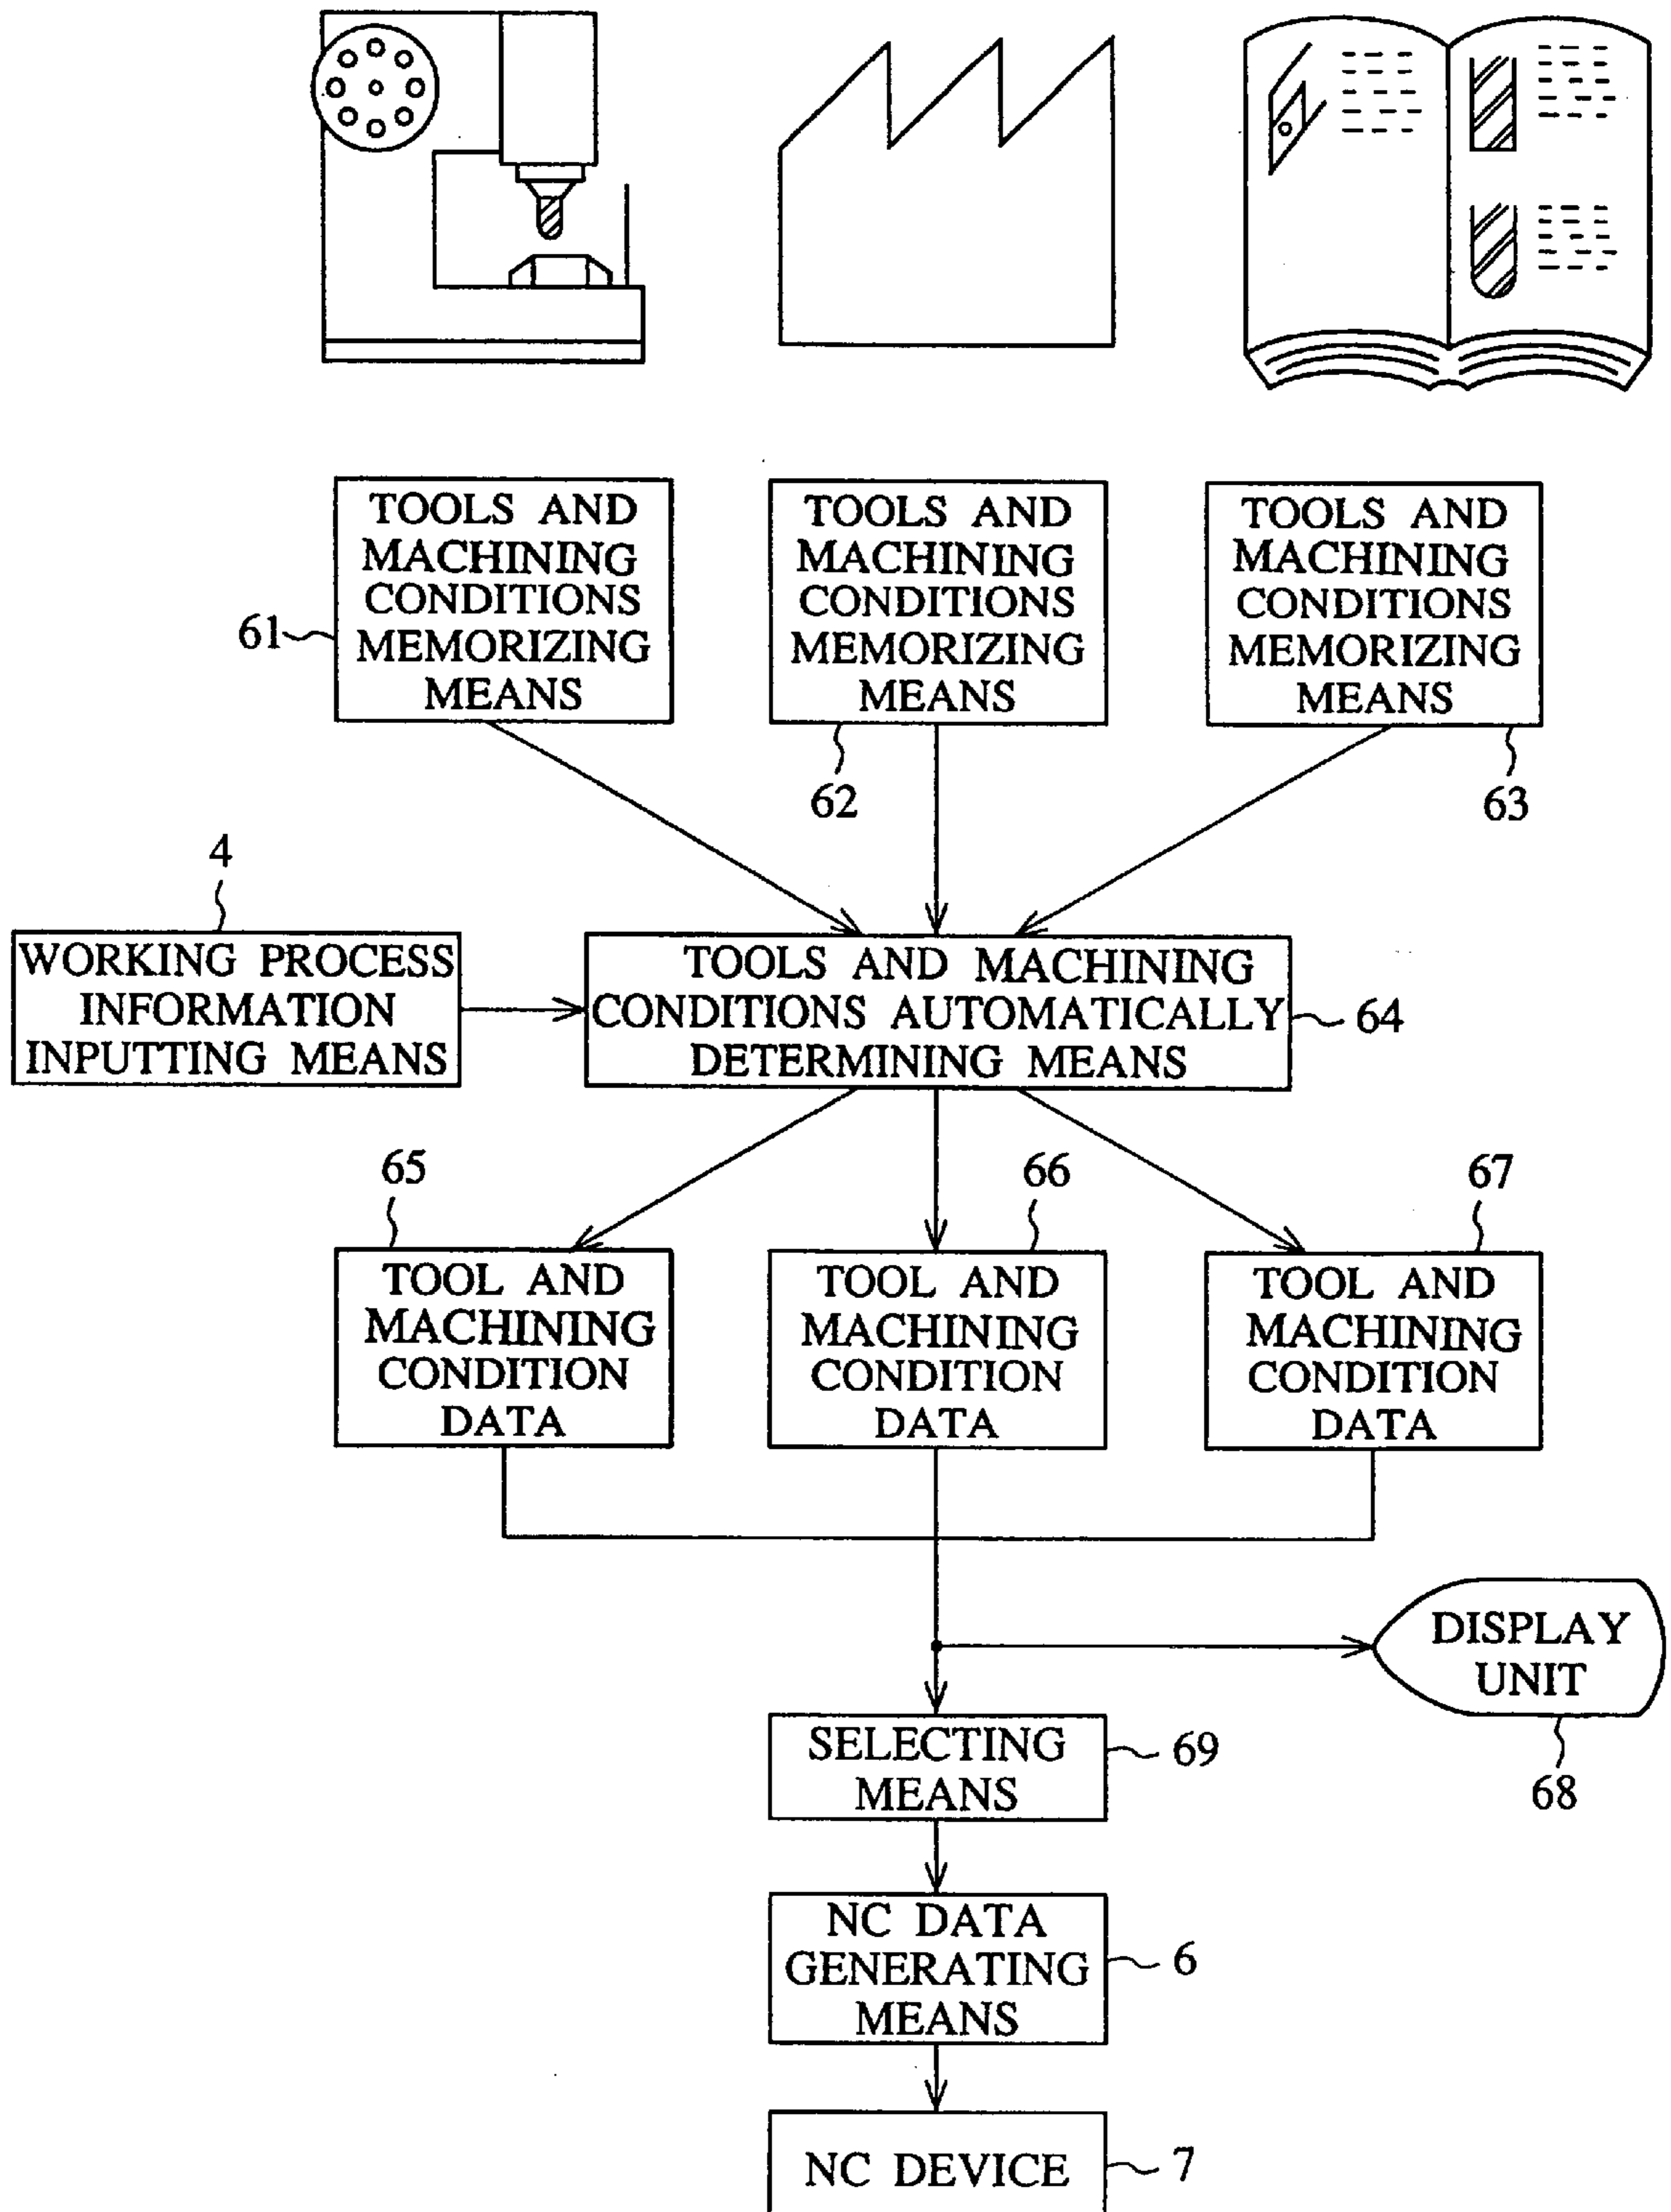 TOOLS AND
MACHINING
CONDITIONS
MEMORIZING
MEANS
61
TOOLS AND
MACHINING
CONDITIONS
MEMORIZING
MEANS
62
TOOLS AND
MACHINING
CONDITIONS
MEMORIZING
MEANS
63
4
WORKING PROCESS
INFORMATION
INPUTTING MEANS
TOOLS AND MACHINING
CONDITIONS AUTOMATICALLY
DETERMINING MEANS
64
65
TOOL AND
MACHINING
CONDITION
DATA
66
TOOL AND
MACHINING
CONDITION
DATA
67
TOOL AND
MACHINING
CONDITION
DATA
DISPLAY
UNIT
68
SELECTING
MEANS
69
NC DATA
GENERATING
MEANS
6
NC DEVICE
7